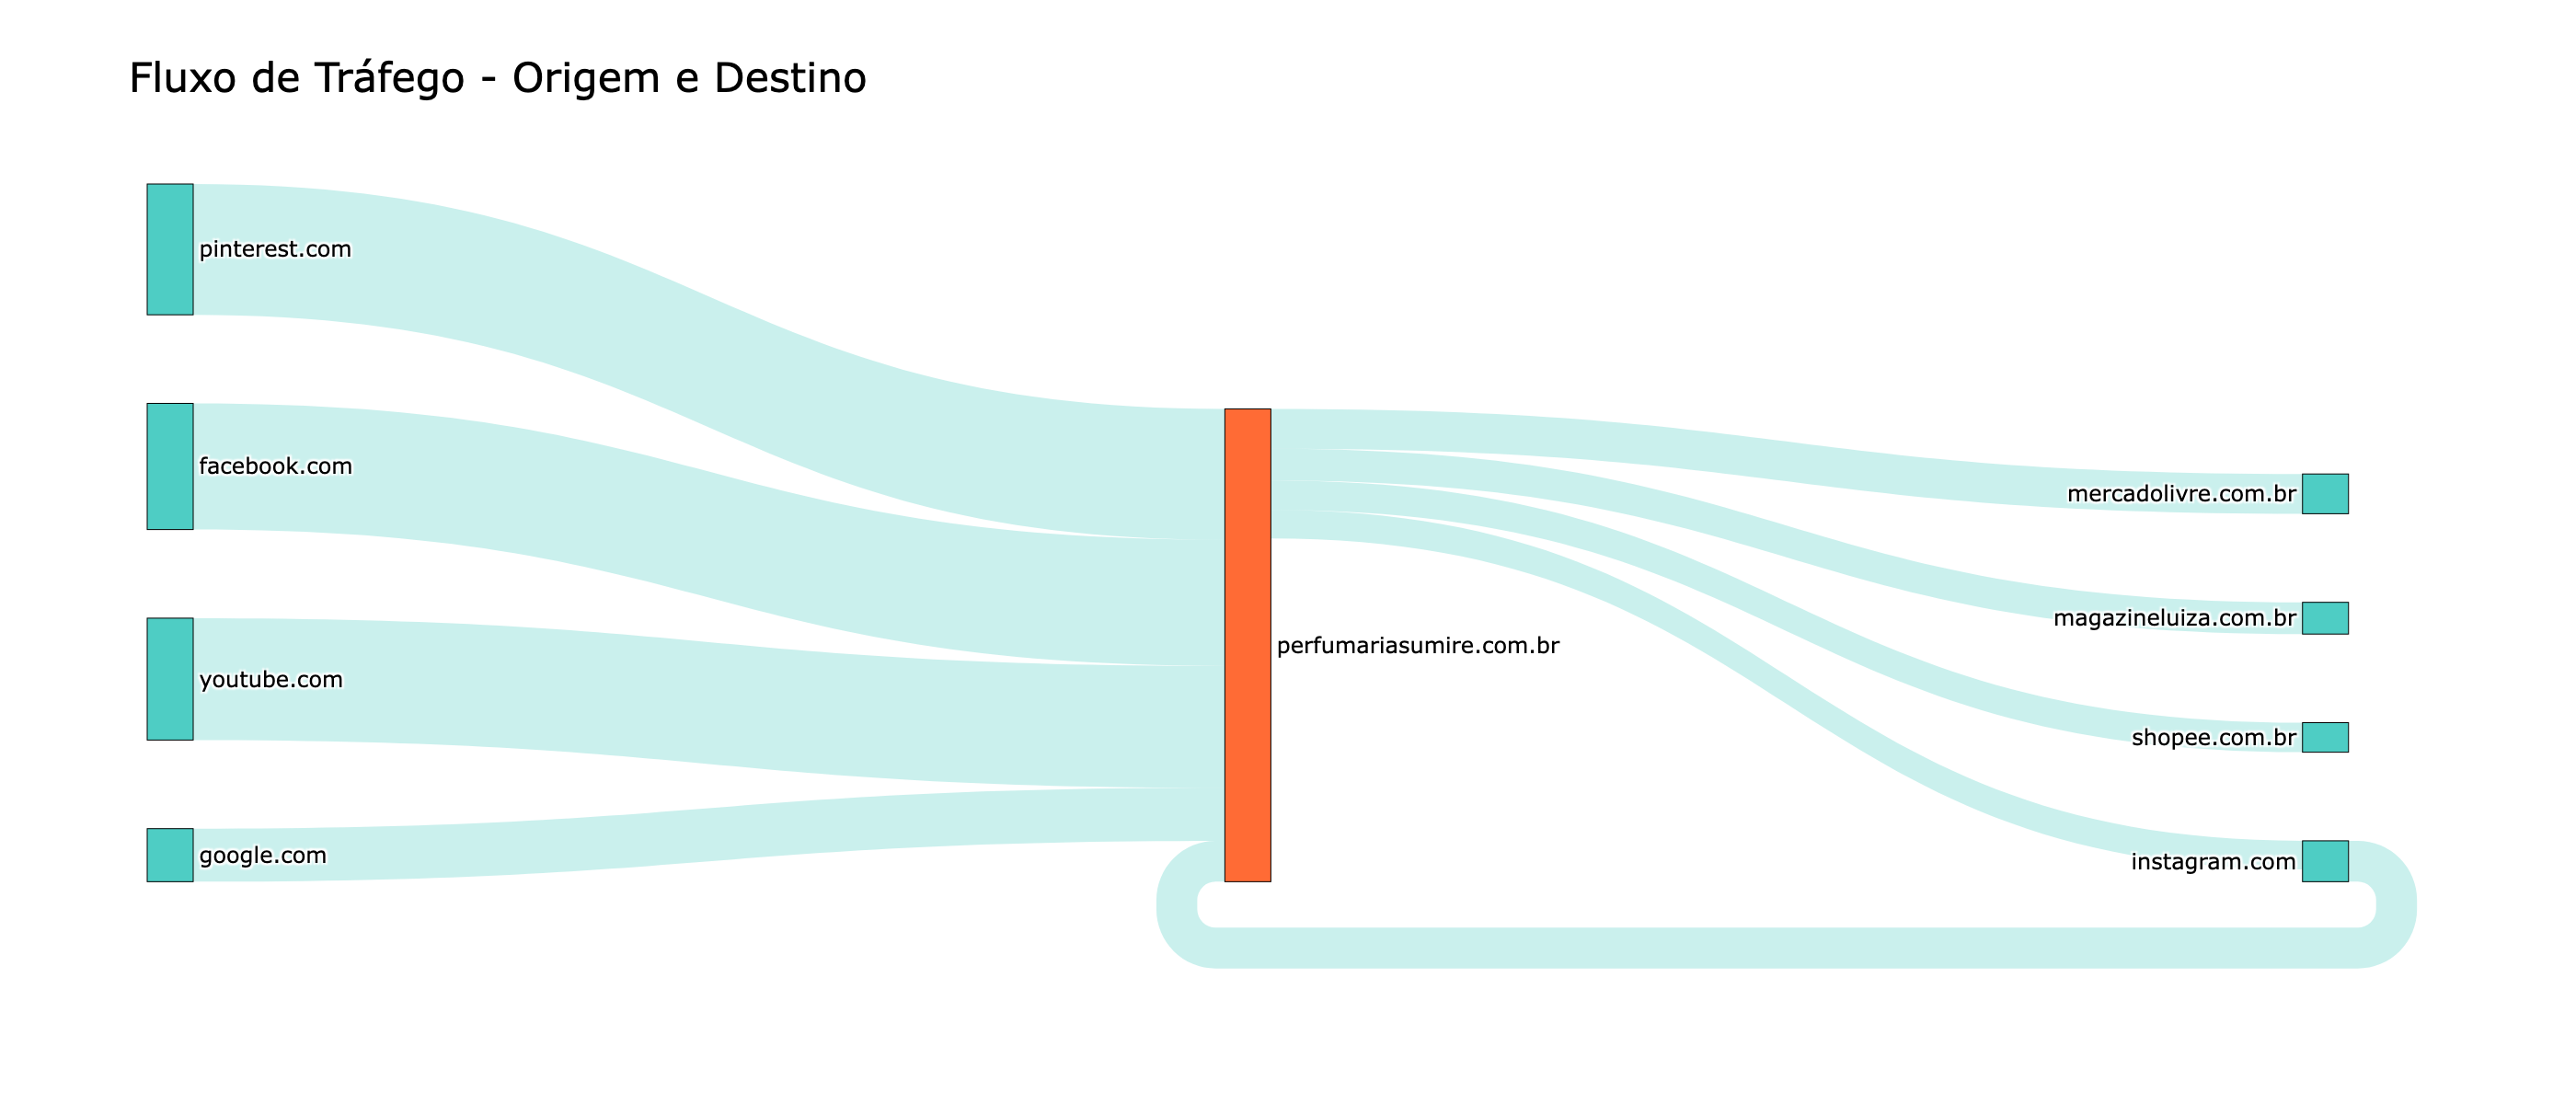 Fluxo de Tráfego - Origem e Destino
pinterest.com
facebook.com
youtube.com
google.com
perfumariasumire.com.br
mercadolivre.com.br
magazineluiza.com.br
shopee.com.br
instagram.com